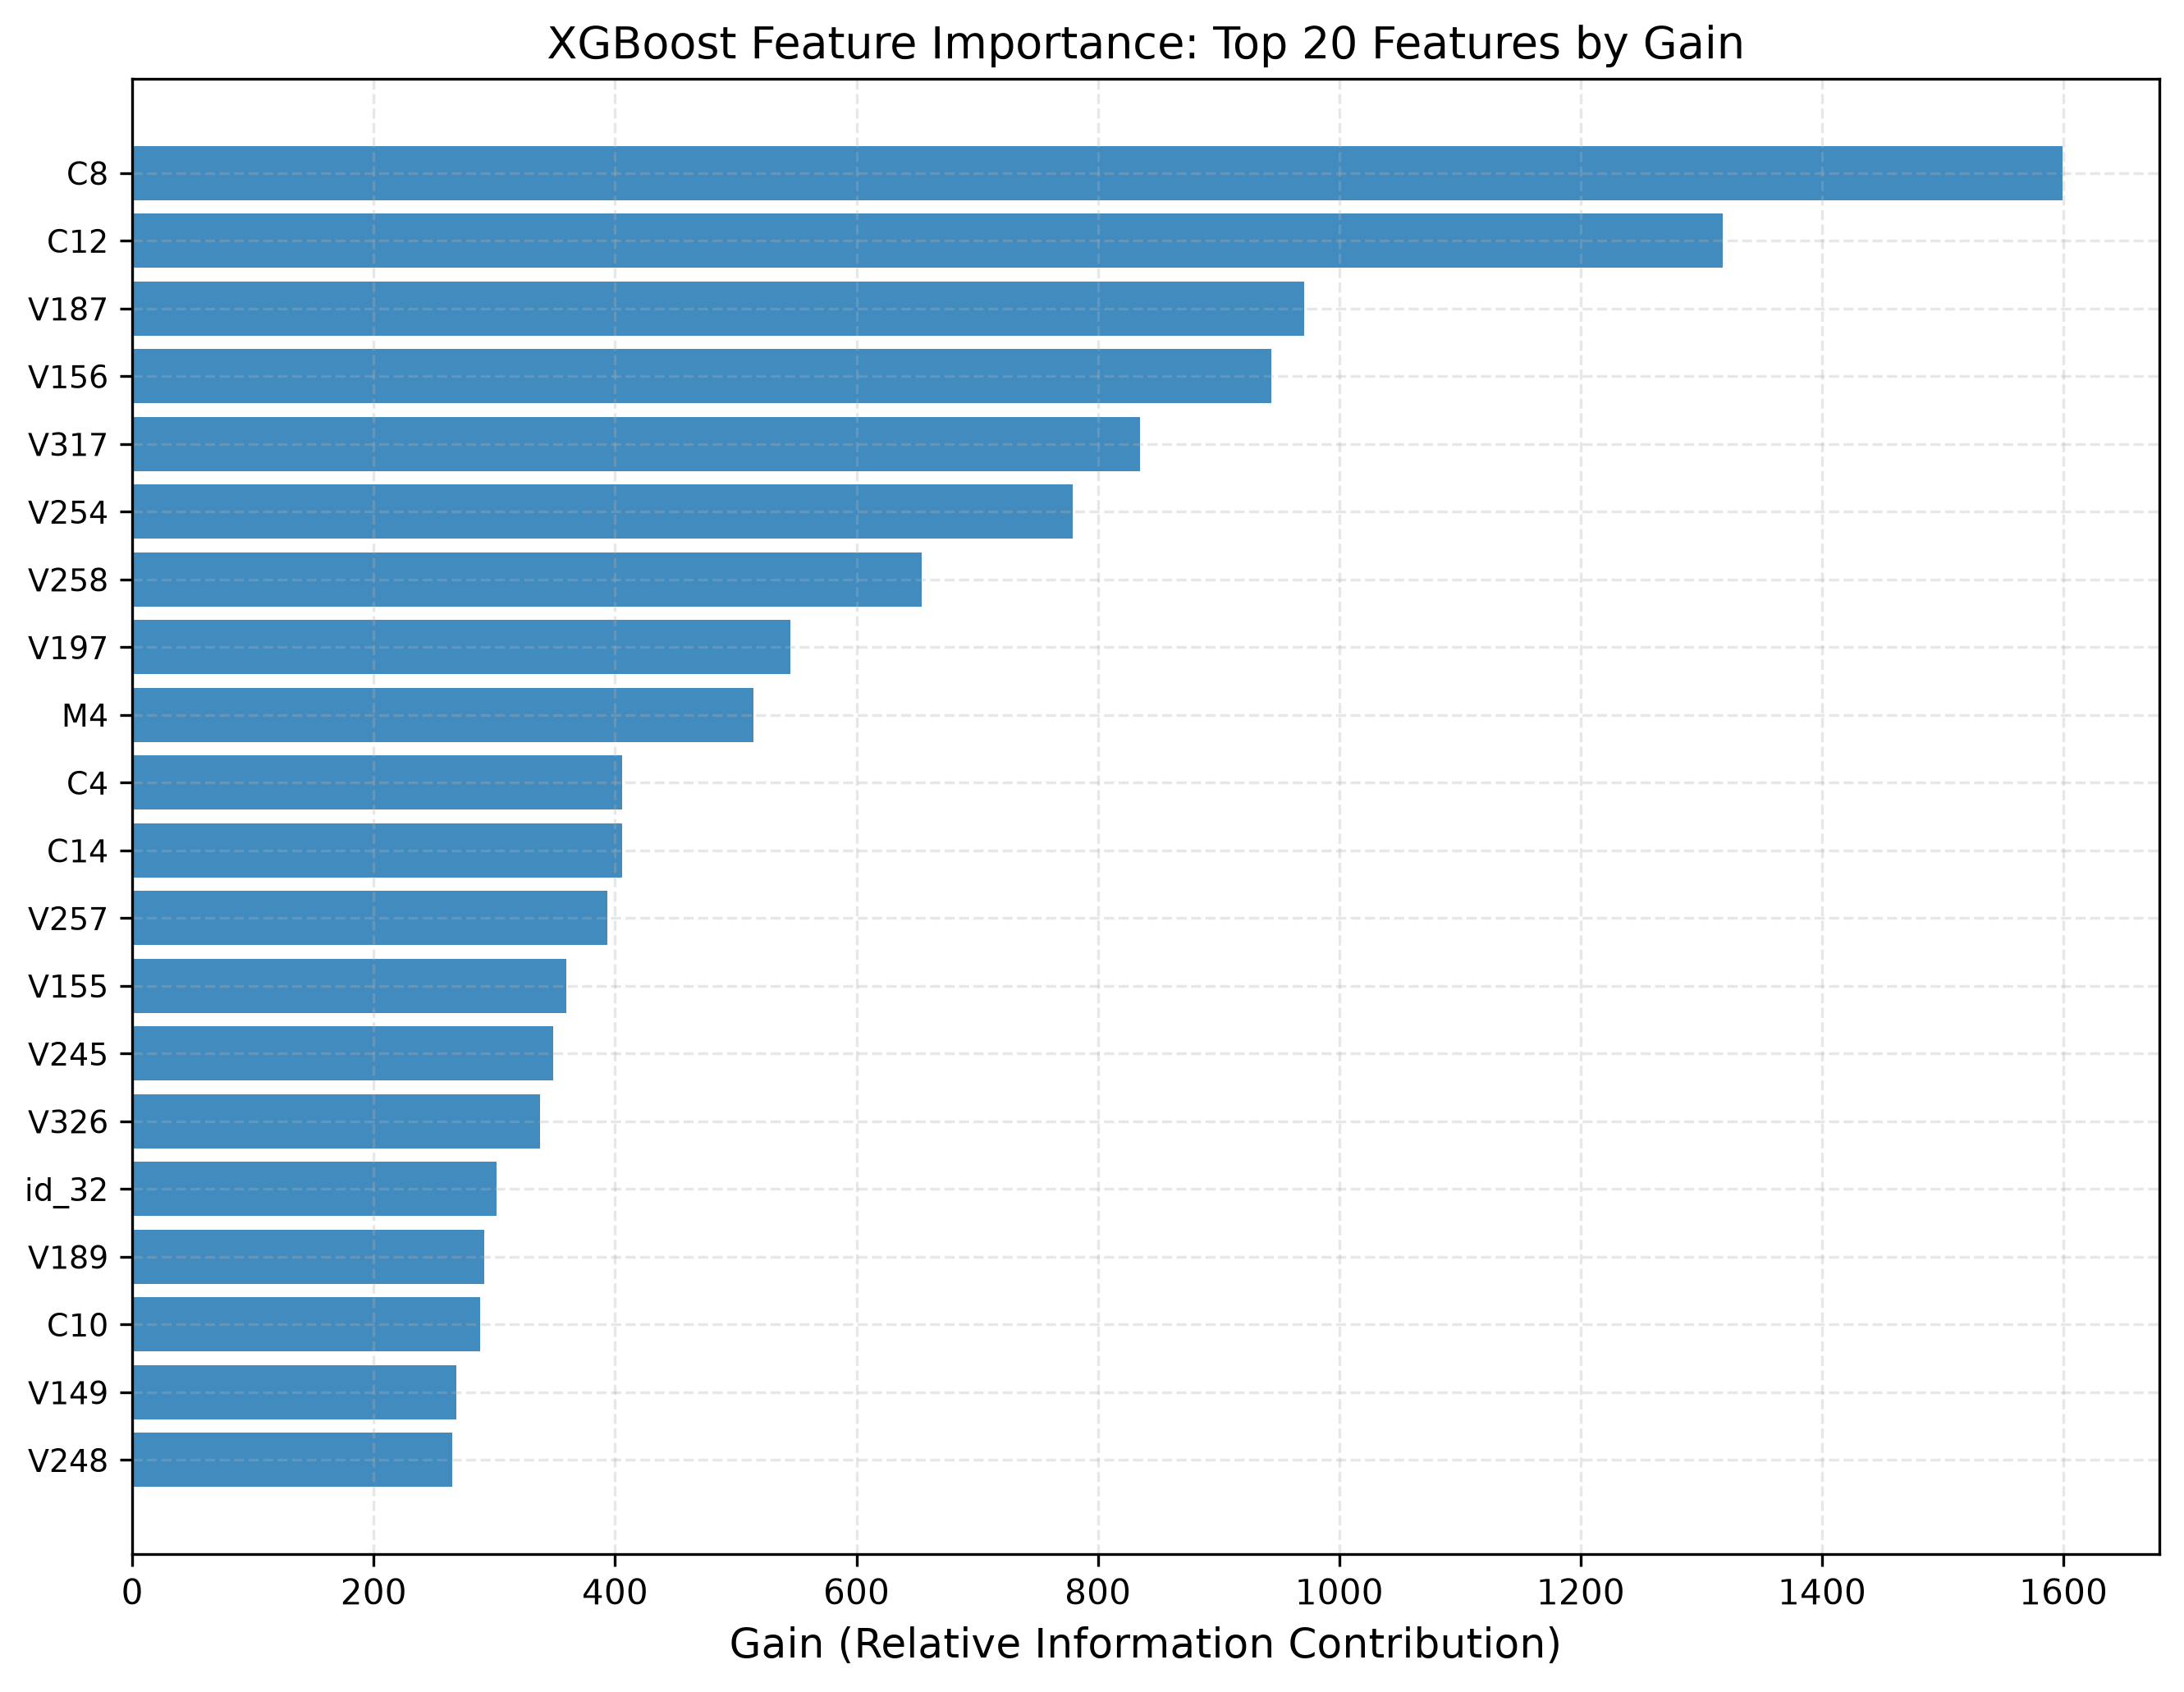 XGBoost Feature Importance: Top 20 Features by Gain
C8
C12
V187
V156
V317
V254
V258
V197
M4
C4
C14
V257
V155
V245
V326
id_32
V189
C10
V149
V248
0 200 400 600 800 1000 1200 1400 1600
Gain (Relative Information Contribution)